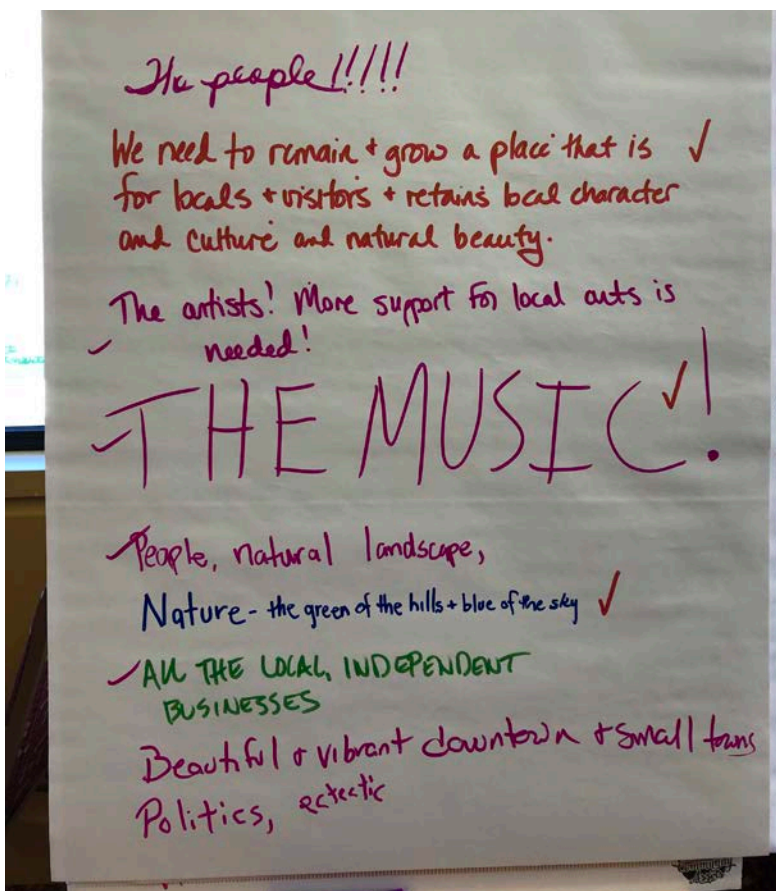 The people!!!!!
We need to remain + grow a place that is ✓
for locals + visitors + retains local character
and culture and natural beauty.
The artists! More support for local arts is
✓ needed!
✓ THE MUSIC ✓!
✓ People, natural landscape,
Nature - the green of the hills + blue of the sky ✓
✓ All THE LOCAL, INDEPENDENT
BUSINESSES
Beautiful + vibrant downtown + small towns
Politics, eclectic